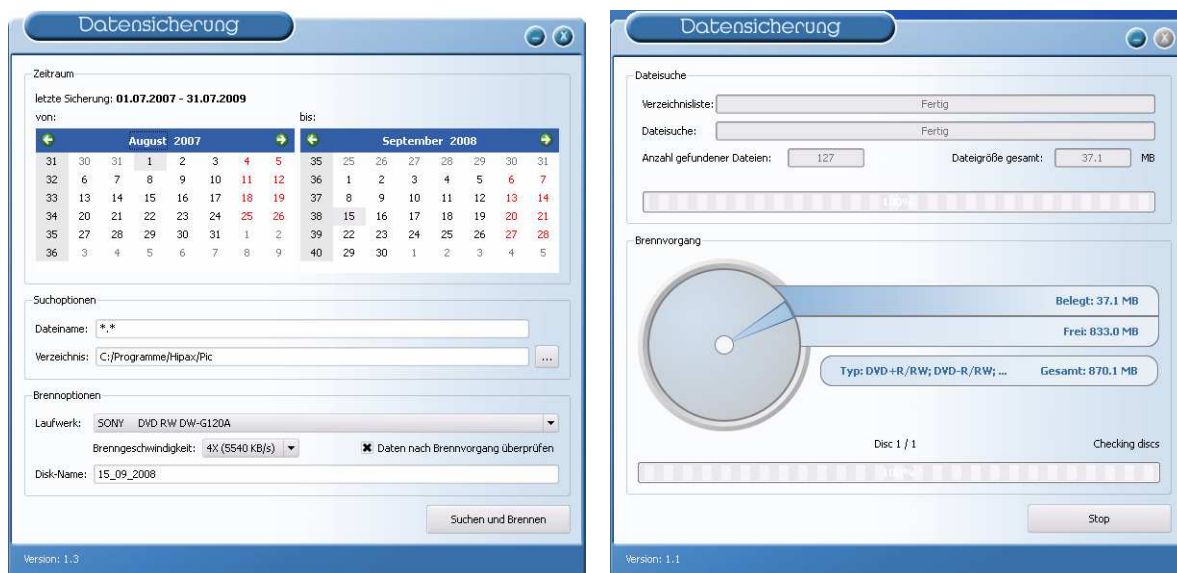 Datensicherung
Zeitraum
letzte Sicherung: 01.07.2007 - 31.07.2009
von: bis:
August 2007
31 30 31 1 2 3 4 5
32 6 7 8 9 10 11 12
33 13 14 15 16 17 18 19
34 20 21 22 23 24 25 26
35 27 28 29 30 31 1 2
36 3 4 5 6 7 8 9
September 2008
35 25 26 27 28 29 30 31
36 1 2 3 4 5 6 7
37 8 9 10 11 12 13 14
38 15 16 17 18 19 20 21
39 22 23 24 25 26 27 28
40 29 30 1 2 3 4 5
Suchoptionen
Dateiname: *.*
Verzeichnis: C:/Programme/Hipax/Pic ...
Brennoptionen
Laufwerk: SONY DVD RW DW-G120A
Brenngeschwindigkeit: 4X (5540 KB/s) Daten nach Brennvorgang überprüfen
Disk-Name: 15_09_2008
Suchen und Brennen
Version: 1.3
Datensicherung
Dateisuche
Verzeichnisliste: Fertig
Dateisuche: Fertig
Anzahl gefundener Dateien: 127 Dateigröße gesamt: 37.1 MB
100%
Brennvorgang
Belegt: 37.1 MB
Frei: 833.0 MB
Typ: DVD+R/RW; DVD-R/RW; ... Gesamt: 870.1 MB
Disc 1 / 1 Checking discs
100%
Stop
Version: 1.1